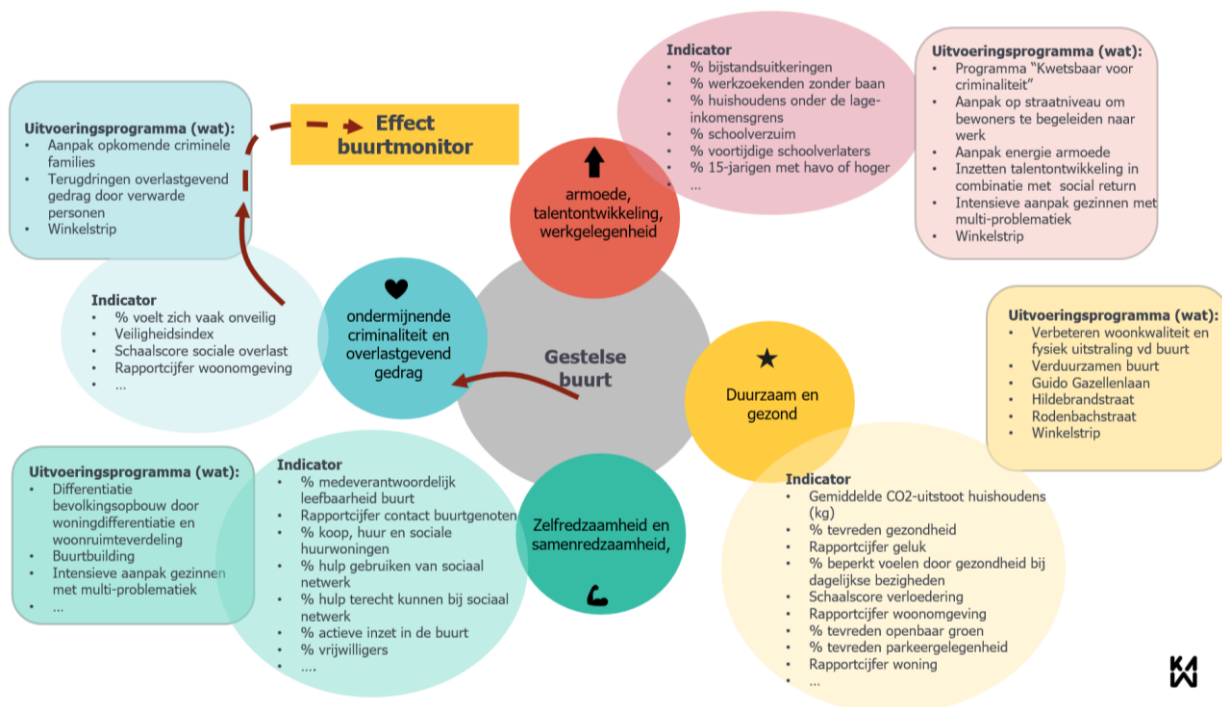 Uitvoeringsprogramma (wat):
• Aanpak opkomende criminele
families
• Terugdringen overlastgevend
gedrag door verwarde
personen
• Winkelstrip
Effect
buurtmonitor
Indicator
• % bijstandsuitkeringen
• % werkzoekenden zonder baan
• % huishoudens onder de lage-
inkomensgrens
• % schoolverzuim
• % voortijdige schoolverlaters
• % 15-jarigen met havo of hoger
• ...
Uitvoeringsprogramma (wat):
• Programma “Kwetsbaar voor
criminaliteit”
• Aanpak op straatniveau om
bewoners te begeleiden naar
werk
• Aanpak energie armoede
• Inzetten talentontwikkeling in
combinatie met social return
• Intensieve aanpak gezinnen met
multi-problematiek
• Winkelstrip
armoede,
talentontwikkeling,
werkgelegenheid
Indicator
• % voelt zich vaak onveilig
• Veiligheidsindex
• Schaalscore sociale overlast
• Rapportcijfer woonomgeving
• ...
ondermijnende
criminaliteit en
overlastgevend
gedrag
Gestelse
buurt
Duurzaam en
gezond
Uitvoeringsprogramma (wat):
• Verbeteren woonkwaliteit en
fysiek uitstraling vd buurt
• Verduurzamen buurt
• Guido Gazellenlaan
• Hildebrandstraat
• Rodenbachstraat
• Winkelstrip
Uitvoeringsprogramma (wat):
• Differentiatie
bevolkingsopbouw door
woningdifferentiatie en
woonruimteverdeling
• Buurtbuilding
• Intensieve aanpak gezinnen
met multi-problematiek
• ...
Indicator
• % medeverantwoordelijk
leefbaarheid buurt
• Rapportcijfer contact buurtgenoten
• % koop, huur en sociale
huurwoningen
• % hulp gebruiken van sociaal
netwerk
• % hulp terecht kunnen bij sociaal
netwerk
• % actieve inzet in de buurt
• % vrijwilligers
• ....
Zelfredzaamheid en
samenredzaamheid,
Indicator
• Gemiddelde CO2-uitstoot huishoudens
(kg)
• % tevreden gezondheid
• Rapportcijfer geluk
• % beperkt voelen door gezondheid bij
dagelijkse bezigheden
• Schaalscore verloedering
• Rapportcijfer woonomgeving
• % tevreden openbaar groen
• % tevreden parkeergelegenheid
• Rapportcijfer woning
• ...
KAW